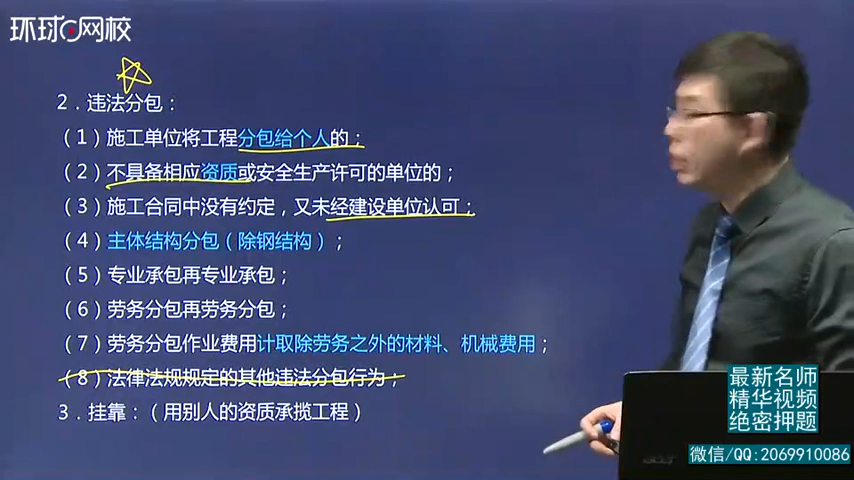 环球网校
2．违法分包：
（1）施工单位将工程分包给个人的；
（2）不具备相应资质或安全生产许可的单位的；
（3）施工合同中没有约定，又未经建设单位认可；
（4）主体结构分包（除钢结构）；
（5）专业承包再专业承包；
（6）劳务分包再劳务分包；
（7）劳务分包作业费用计取除劳务之外的材料、机械费用；
（8）法律法规规定的其他违法分包行为；
3．挂靠：（用别人的资质承揽工程）
最新名师
精华视频
绝密押题
微信/QQ:2069910086
acer